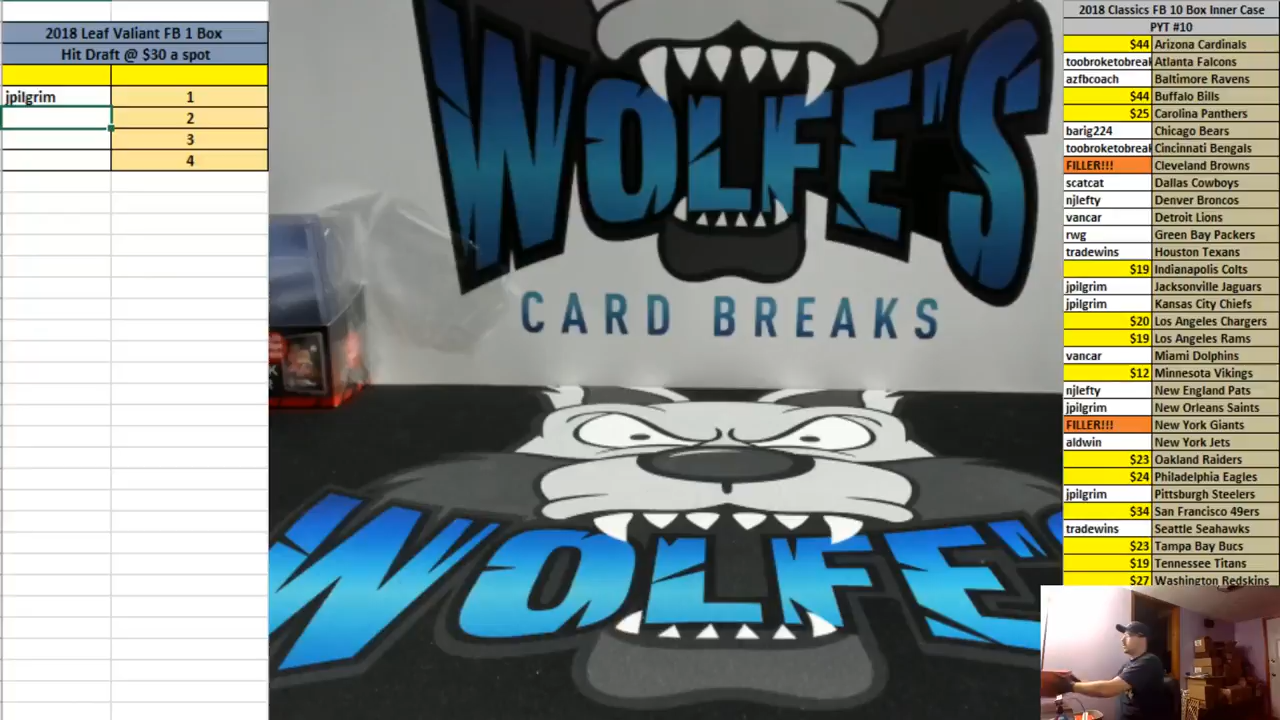 2018 Leaf Valiant FB 1 Box
Hit Draft @ $30 a spot
jpilgrim 1
2
3
4
WOLFE'S
CARD BREAKS
WOLFE'S
2018 Classics FB 10 Box Inner Case
PYT #10
$44 Arizona Cardinals
toobroketobreak Atlanta Falcons
azfbcoach Baltimore Ravens
$44 Buffalo Bills
$25 Carolina Panthers
barig224 Chicago Bears
toobroketobreak Cincinnati Bengals
FILLER!!! Cleveland Browns
scatcat Dallas Cowboys
njlefty Denver Broncos
vancar Detroit Lions
rwg Green Bay Packers
tradewins Houston Texans
$19 Indianapolis Colts
jpilgrim Jacksonville Jaguars
jpilgrim Kansas City Chiefs
$20 Los Angeles Chargers
$19 Los Angeles Rams
vancar Miami Dolphins
$12 Minnesota Vikings
njlefty New England Pats
jpilgrim New Orleans Saints
FILLER!!! New York Giants
aldwin New York Jets
$23 Oakland Raiders
$24 Philadelphia Eagles
jpilgrim Pittsburgh Steelers
$34 San Francisco 49ers
tradewins Seattle Seahawks
$23 Tampa Bay Bucs
$19 Tennessee Titans
$27 Washington Redskins